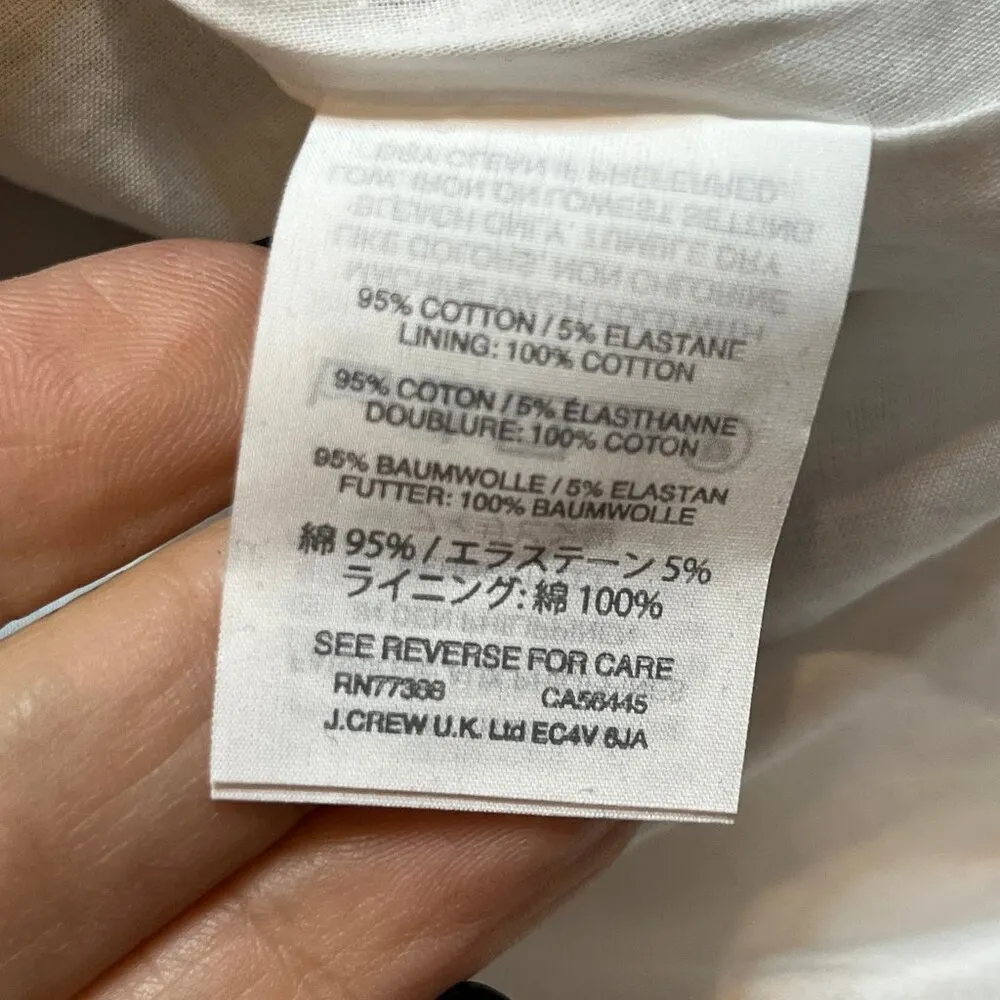 95% COTTON / 5% ELASTANE
LINING: 100% COTTON
95% COTON / 5% ÉLASTHANNE
DOUBLURE: 100% COTON
95% BAUMWOLLE / 5% ELASTAN
FUTTER: 100% BAUMWOLLE
綿 95% / エラステーン 5%
ライニング: 綿 100%
SEE REVERSE FOR CARE
RN77388 CA56445
J.CREW U.K. Ltd EC4V 6JA